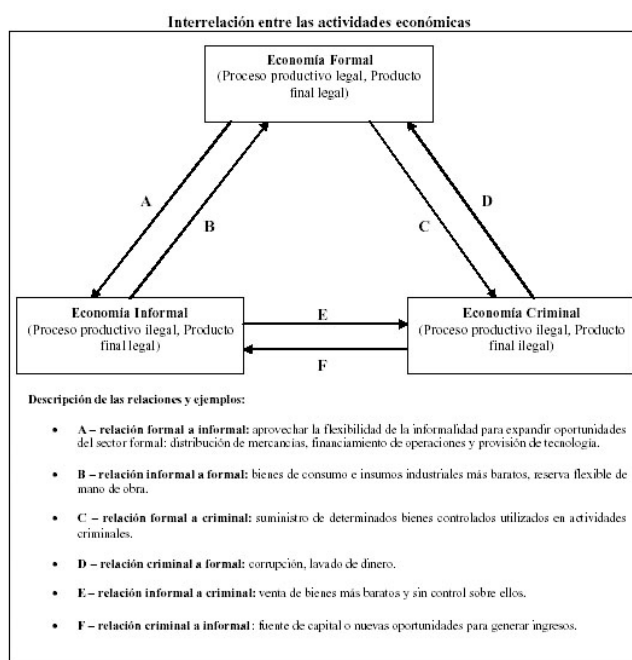 Interrelación entre las actividades económicas
Economía Formal
(Proceso productivo legal, Producto
final legal)
A
B
C
D
Economía Informal
(Proceso productivo ilegal, Producto
final legal)
E
F
Economía Criminal
(Proceso productivo ilegal, Producto
final ilegal)
Descripción de las relaciones y ejemplos:
• A – relación formal a informal: aprovechar la flexibilidad de la informalidad para expandir oportunidades
del sector formal: distribución de mercancías, financiamiento de operaciones y provisión de tecnología.
• B – relación informal a formal: bienes de consumo e insumos industriales más baratos, reserva flexible de
mano de obra.
• C – relación formal a criminal: suministro de determinados bienes controlados utilizados en actividades
criminales.
• D – relación criminal a formal: corrupción, lavado de dinero.
• E – relación informal a criminal: venta de bienes más baratos y sin control sobre ellos.
• F – relación criminal a informal: fuente de capital o nuevas oportunidades para generar ingresos.